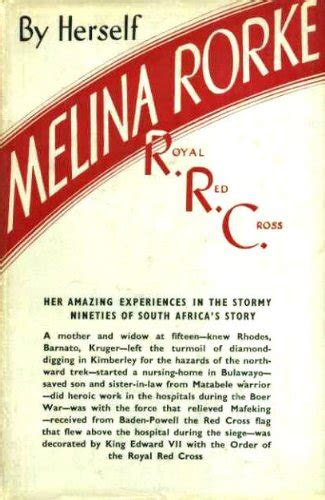 By Herself
MELINA RORKE
ROYAL
RED
CROSS
HER AMAZING EXPERIENCES IN THE STORMY
NINETIES OF SOUTH AFRICA'S STORY
A mother and widow at fifteen—knew Rhodes,
Barnato, Kruger—left the turmoil of diamond-
digging in Kimberley for the hazards of the north-
ward trek—started a nursing-home in Bulawayo—
saved son and sister-in-law from Matabele warrior
—did heroic work in the hospitals during the Boer
War—was with the force that relieved Mafeking
—received from Baden-Powell the Red Cross flag
that flew above the hospital during the siege—was
decorated by King Edward VII with the Order of
the Royal Red Cross